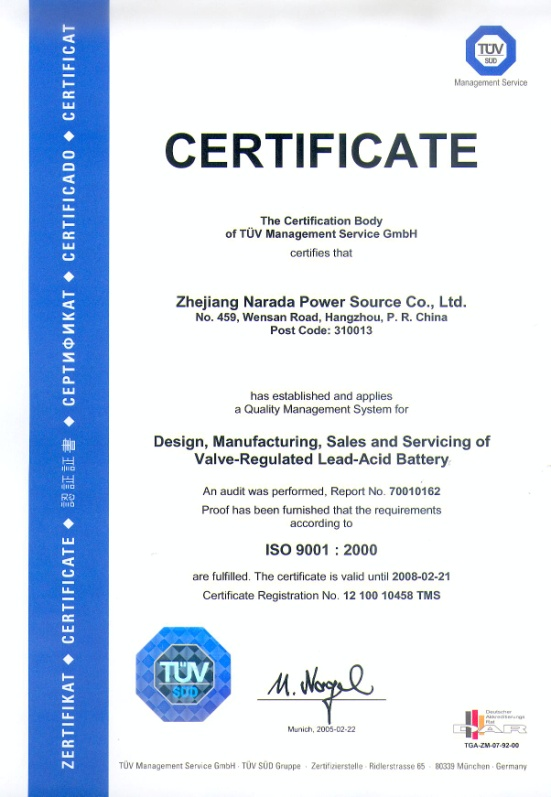 TÜV
SÜD
Management Service
CERTIFICATE
The Certification Body
of TÜV Management Service GmbH
certifies that
Zhejiang Narada Power Source Co., Ltd.
No. 459, Wensan Road, Hangzhou, P. R. China
Post Code: 310013
has established and applies
a Quality Management System for
Design, Manufacturing, Sales and Servicing of
Valve-Regulated Lead-Acid Battery
An audit was performed, Report No. 70010162
Proof has been furnished that the requirements
according to
ISO 9001 : 2000
are fulfilled. The certificate is valid until 2008-02-21
Certificate Registration No. 12 100 10458 TMS
TÜV
SÜD
Munich, 2005-02-22
Deutscher
Akkreditierungs
Rat
DAR
TGA-ZM-07-92-00
TÜV Management Service GmbH · TÜV SÜD Gruppe · Zertifizierstelle · Ridlerstrasse 65 · 80339 München · Germany
ZERTIFIKAT ◆ CERTIFICATE ◆ 認証証書 ◆ СЕРТИФИКАТ ◆ CERTIFICADO ◆ CERTIFICAT